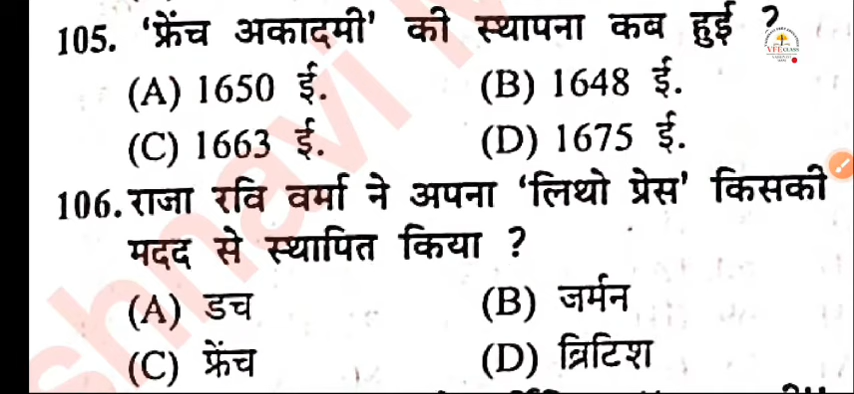 105. 'फ्रेंच अकादमी' की स्थापना कब हुई ?
(A) 1650 ई. (B) 1648 ई.
(C) 1663 ई. (D) 1675 ई.
106. राजा रवि वर्मा ने अपना 'लिथो प्रेस' किसकी
मदद से स्थापित किया ?
(A) डच (B) जर्मन
(C) फ्रेंच (D) ब्रिटिश